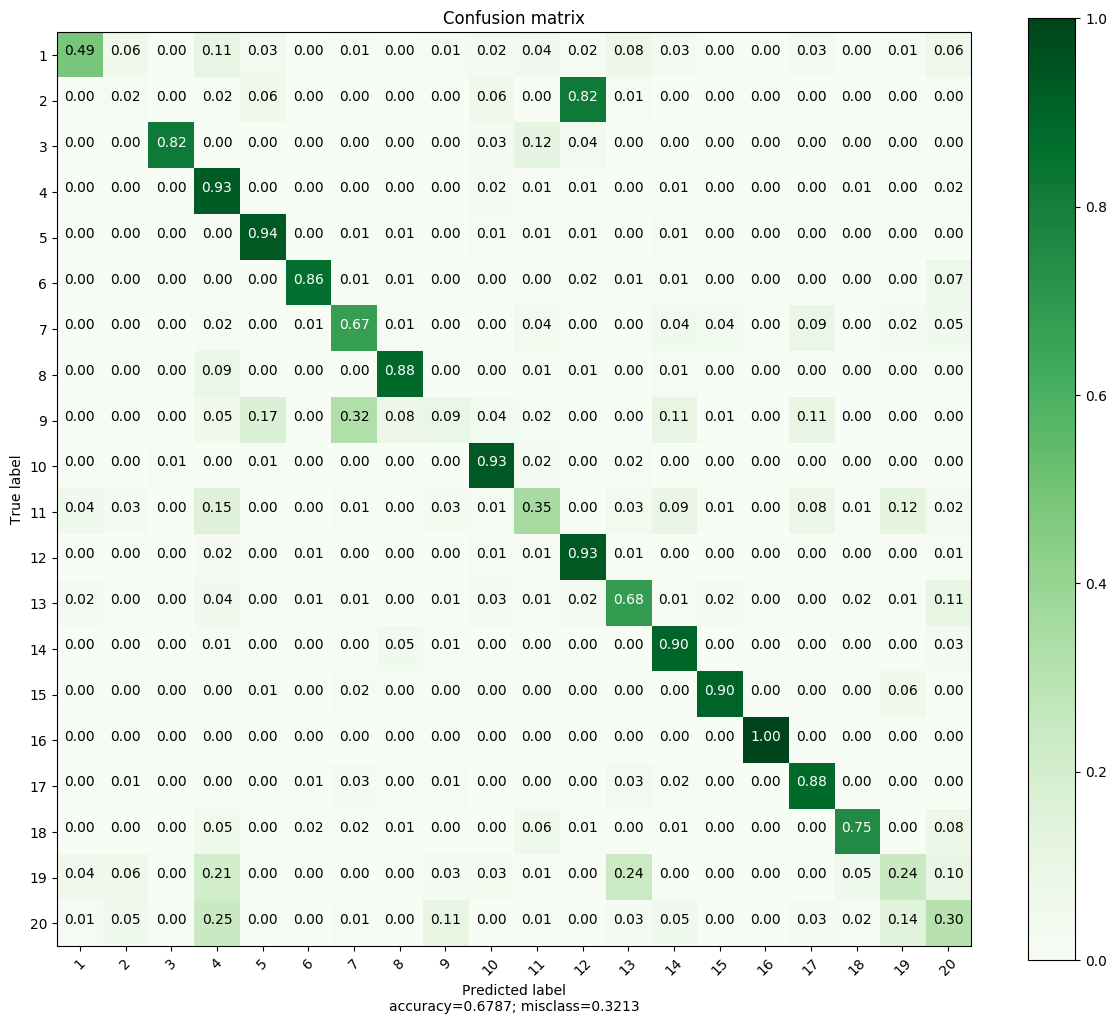 Confusion matrix
1 0.49 0.06 0.00 0.11 0.03 0.00 0.01 0.00 0.01 0.02 0.04 0.02 0.08 0.03 0.00 0.00 0.03 0.00 0.01 0.06
2 0.00 0.02 0.00 0.02 0.06 0.00 0.00 0.00 0.00 0.06 0.00 0.82 0.01 0.00 0.00 0.00 0.00 0.00 0.00 0.00
3 0.00 0.00 0.82 0.00 0.00 0.00 0.00 0.00 0.00 0.03 0.12 0.04 0.00 0.00 0.00 0.00 0.00 0.00 0.00 0.00
4 0.00 0.00 0.00 0.93 0.00 0.00 0.00 0.00 0.00 0.02 0.01 0.01 0.00 0.01 0.00 0.00 0.00 0.01 0.00 0.02
5 0.00 0.00 0.00 0.00 0.94 0.00 0.01 0.01 0.00 0.01 0.01 0.01 0.00 0.01 0.00 0.00 0.00 0.00 0.00 0.00
6 0.00 0.00 0.00 0.00 0.00 0.86 0.01 0.01 0.00 0.00 0.00 0.02 0.01 0.01 0.00 0.00 0.00 0.00 0.00 0.07
7 0.00 0.00 0.00 0.02 0.00 0.01 0.67 0.01 0.00 0.00 0.04 0.00 0.00 0.04 0.04 0.00 0.09 0.00 0.02 0.05
8 0.00 0.00 0.00 0.09 0.00 0.00 0.00 0.88 0.00 0.00 0.01 0.01 0.00 0.01 0.00 0.00 0.00 0.00 0.00 0.00
9 0.00 0.00 0.00 0.05 0.17 0.00 0.32 0.08 0.09 0.04 0.02 0.00 0.00 0.11 0.01 0.00 0.11 0.00 0.00 0.00
10 0.00 0.00 0.01 0.00 0.01 0.00 0.00 0.00 0.00 0.93 0.02 0.00 0.02 0.00 0.00 0.00 0.00 0.00 0.00 0.00
11 0.04 0.03 0.00 0.15 0.00 0.00 0.01 0.00 0.03 0.01 0.35 0.00 0.03 0.09 0.01 0.00 0.08 0.01 0.12 0.02
12 0.00 0.00 0.00 0.02 0.00 0.01 0.00 0.00 0.00 0.01 0.01 0.93 0.01 0.00 0.00 0.00 0.00 0.00 0.00 0.01
13 0.02 0.00 0.00 0.04 0.00 0.01 0.01 0.00 0.01 0.03 0.01 0.02 0.68 0.01 0.02 0.00 0.00 0.02 0.01 0.11
14 0.00 0.00 0.00 0.01 0.00 0.00 0.00 0.05 0.01 0.00 0.00 0.00 0.00 0.90 0.00 0.00 0.00 0.00 0.00 0.03
15 0.00 0.00 0.00 0.00 0.01 0.00 0.02 0.00 0.00 0.00 0.00 0.00 0.00 0.00 0.90 0.00 0.00 0.00 0.06 0.00
16 0.00 0.00 0.00 0.00 0.00 0.00 0.00 0.00 0.00 0.00 0.00 0.00 0.00 0.00 0.00 1.00 0.00 0.00 0.00 0.00
17 0.00 0.01 0.00 0.00 0.00 0.01 0.03 0.00 0.01 0.00 0.00 0.00 0.03 0.02 0.00 0.00 0.88 0.00 0.00 0.00
18 0.00 0.00 0.00 0.05 0.00 0.02 0.02 0.01 0.00 0.00 0.06 0.01 0.00 0.01 0.00 0.00 0.00 0.75 0.00 0.08
19 0.04 0.06 0.00 0.21 0.00 0.00 0.00 0.00 0.03 0.03 0.01 0.00 0.24 0.00 0.00 0.00 0.00 0.05 0.24 0.10
20 0.01 0.05 0.00 0.25 0.00 0.00 0.01 0.00 0.11 0.00 0.01 0.00 0.03 0.05 0.00 0.00 0.03 0.02 0.14 0.30
1 2 3 4 5 6 7 8 9 10 11 12 13 14 15 16 17 18 19 20
True label
Predicted label
accuracy=0.6787; misclass=0.3213
1.0
0.8
0.6
0.4
0.2
0.0